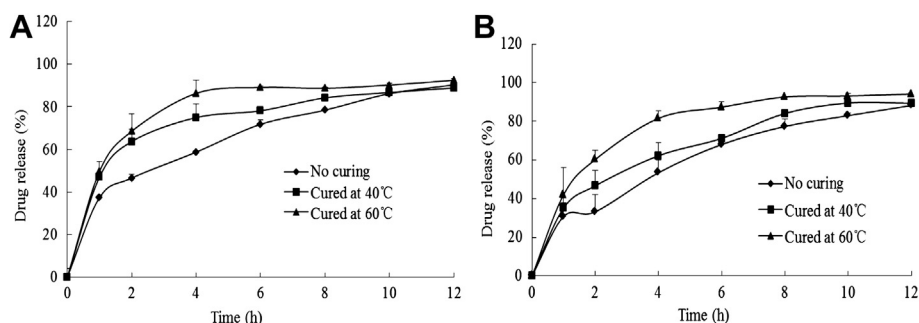 A
120
100
80
60
40
20
0
Drug release (%)
No curing
Cured at 40℃
Cured at 60℃
0 2 4 6 8 10 12
Time (h)
B
120
100
80
60
40
20
0
Drug release (%)
No curing
Cured at 40℃
Cured at 60℃
0 2 4 6 8 10 12
Time (h)